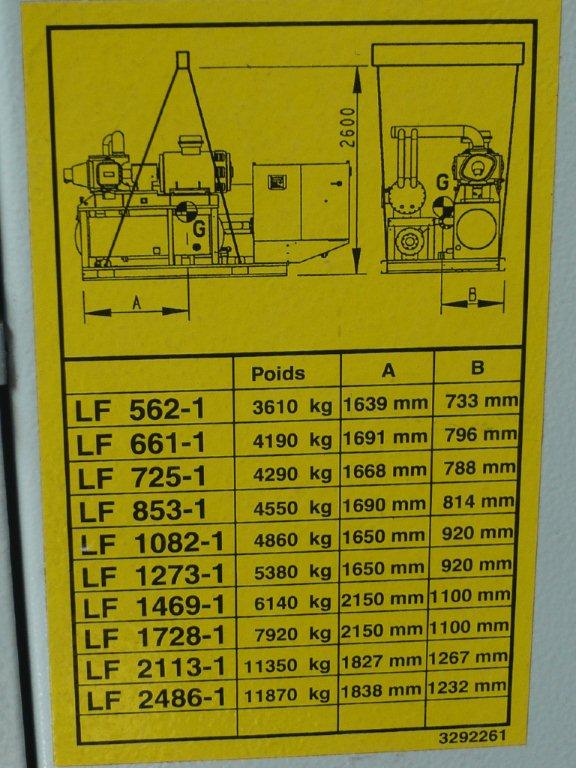 2600
G
G
A
B
Poids A B
LF 562-1 3610 kg 1639 mm 733 mm
LF 661-1 4190 kg 1691 mm 796 mm
LF 725-1 4290 kg 1668 mm 788 mm
LF 853-1 4550 kg 1690 mm 814 mm
LF 1082-1 4860 kg 1650 mm 920 mm
LF 1273-1 5380 kg 1650 mm 920 mm
LF 1469-1 6140 kg 2150 mm 1100 mm
LF 1728-1 7920 kg 2150 mm 1100 mm
LF 2113-1 11350 kg 1827 mm 1267 mm
LF 2486-1 11870 kg 1838 mm 1232 mm
3292261